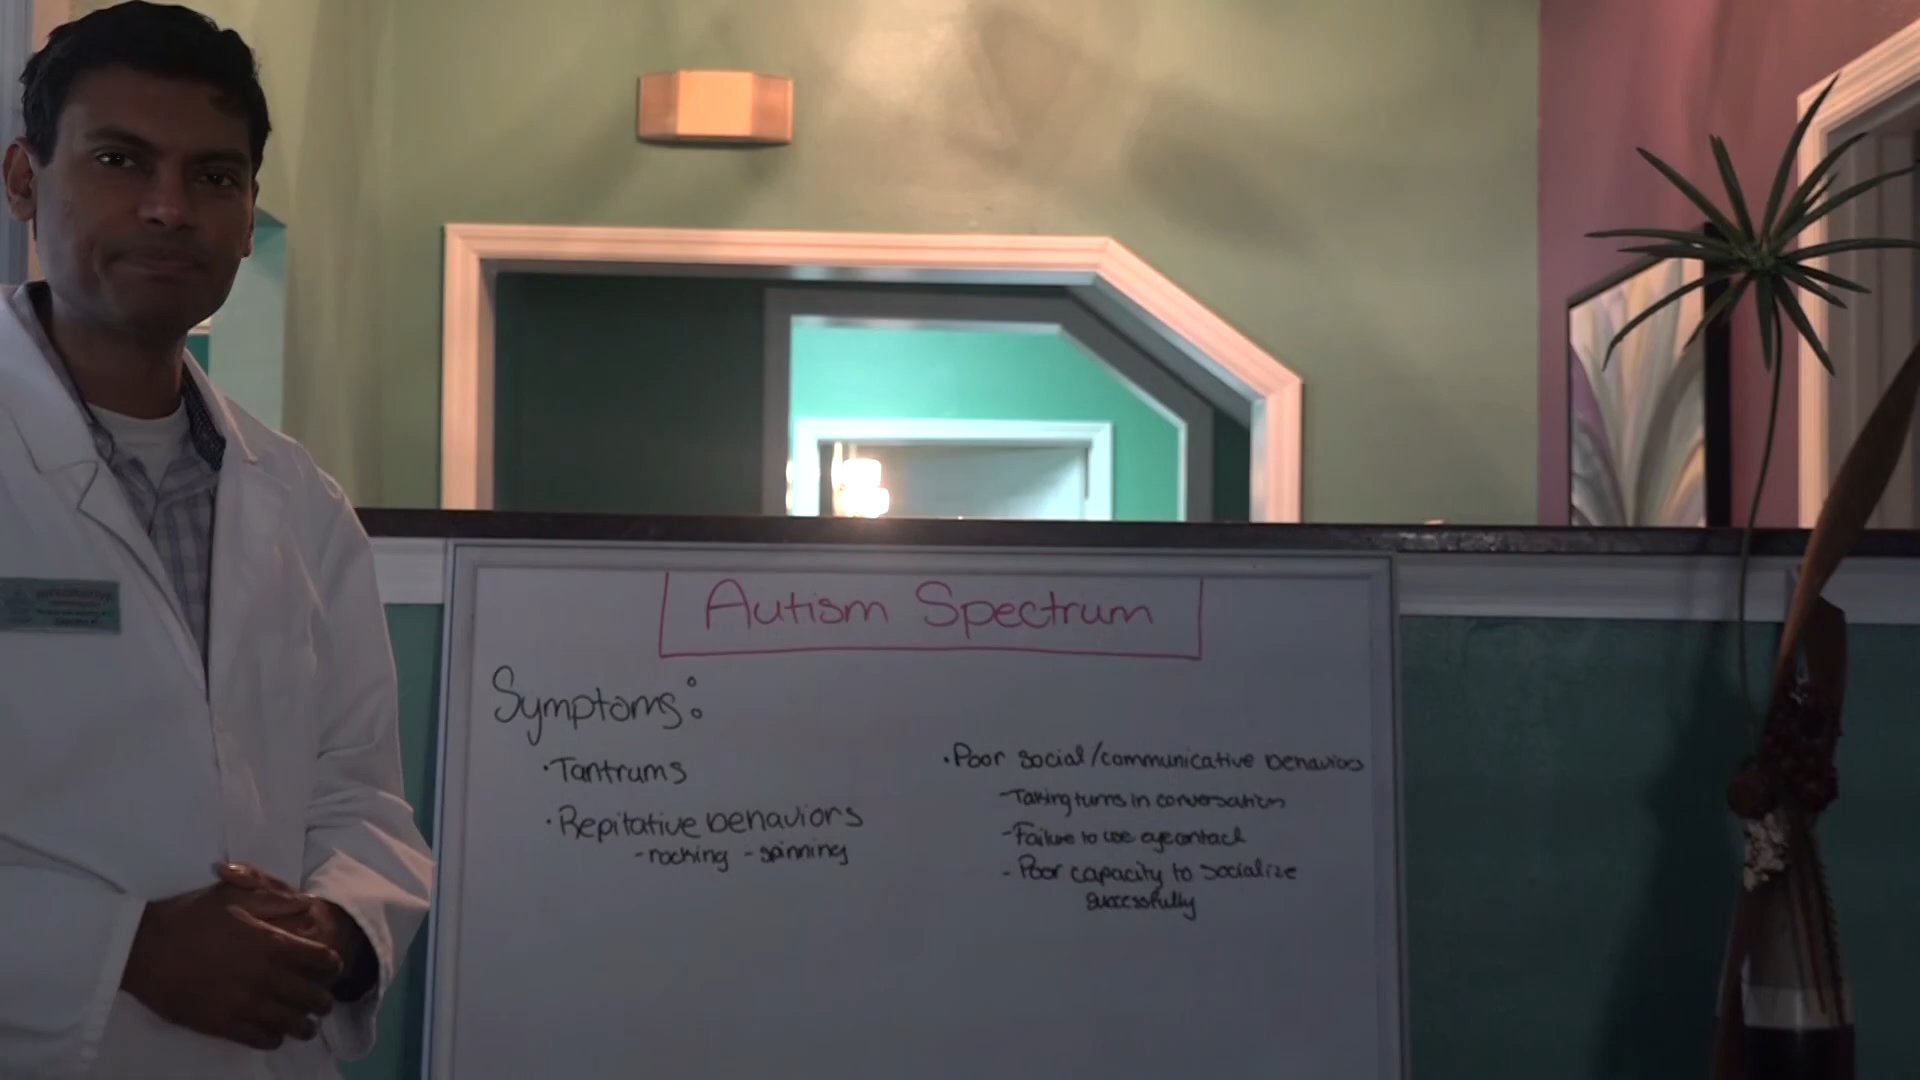 Autism Spectrum
Symptoms:
·Tantrums
·Repitative behaviors
-rocking -spinning
·Poor social/communicative behaviors
-Taking turns in conversation
-Failure to use eye contact
-Poor capacity to socialize
successfully